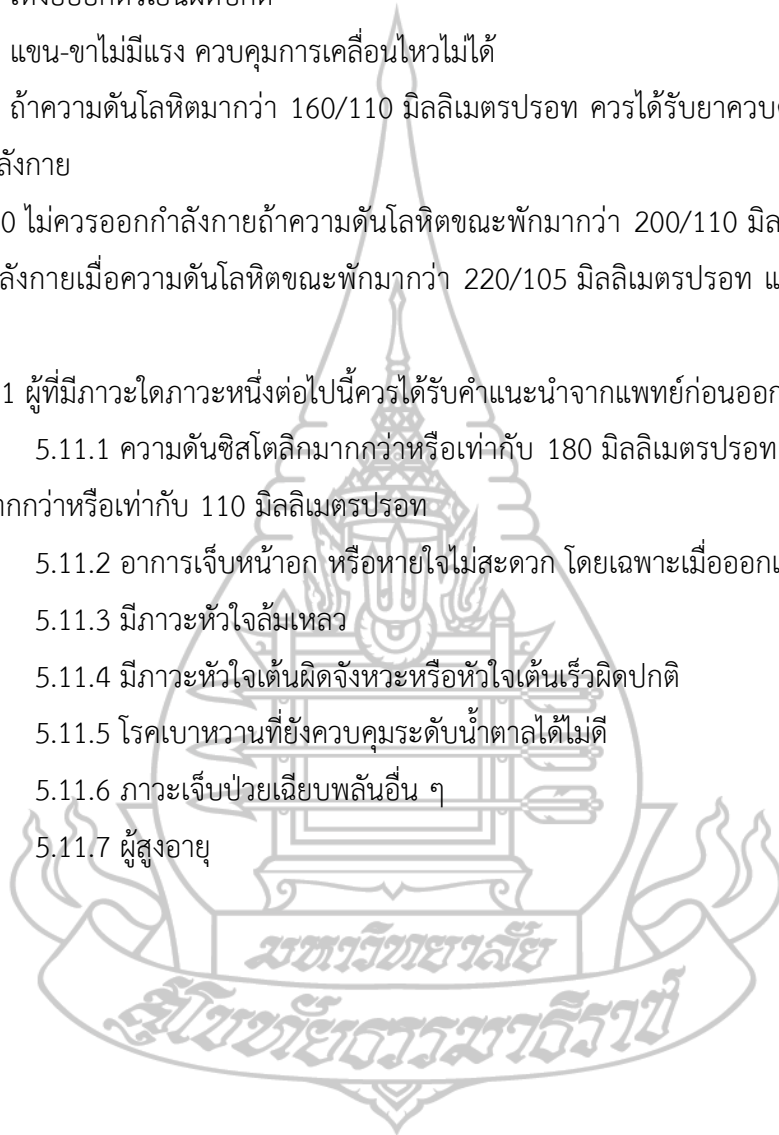 แขน-ขาไม่มีแรง ควบคุมการเคลื่อนไหวไม่ได้
ถ้าความดันโลหิตมากว่า 160/110 มิลลิเมตรปรอท ควรได้รับยาควบ
ลังกาย
0 ไม่ควรออกกำลังกายถ้าความดันโลหิตขณะพักมากว่า 200/110 มิล
ลังกายเมื่อความดันโลหิตขณะพักมากว่า 220/105 มิลลิเมตรปรอท แ
1 ผู้ที่มีภาวะใดภาวะหนึ่งต่อไปนี้ควรได้รับคำแนะนำจากแพทย์ก่อนออก
5.11.1 ความดันซิสโตลิกมากกว่าหรือเท่ากับ 180 มิลลิเมตรปรอท
ากกว่าหรือเท่ากับ 110 มิลลิเมตรปรอท
5.11.2 อาการเจ็บหน้าอก หรือหายใจไม่สะดวก โดยเฉพาะเมื่อออกแ
5.11.3 มีภาวะหัวใจล้มเหลว
5.11.4 มีภาวะหัวใจเต้นผิดจังหวะหรือหัวใจเต้นเร็วผิดปกติ
5.11.5 โรคเบาหวานที่ยังควบคุมระดับน้ำตาลได้ไม่ดี
5.11.6 ภาวะเจ็บป่วยเฉียบพลันอื่น ๆ
5.11.7 ผู้สูงอายุ
มหาวิทยาลัย
สุโขทัยธรรมาธิราช